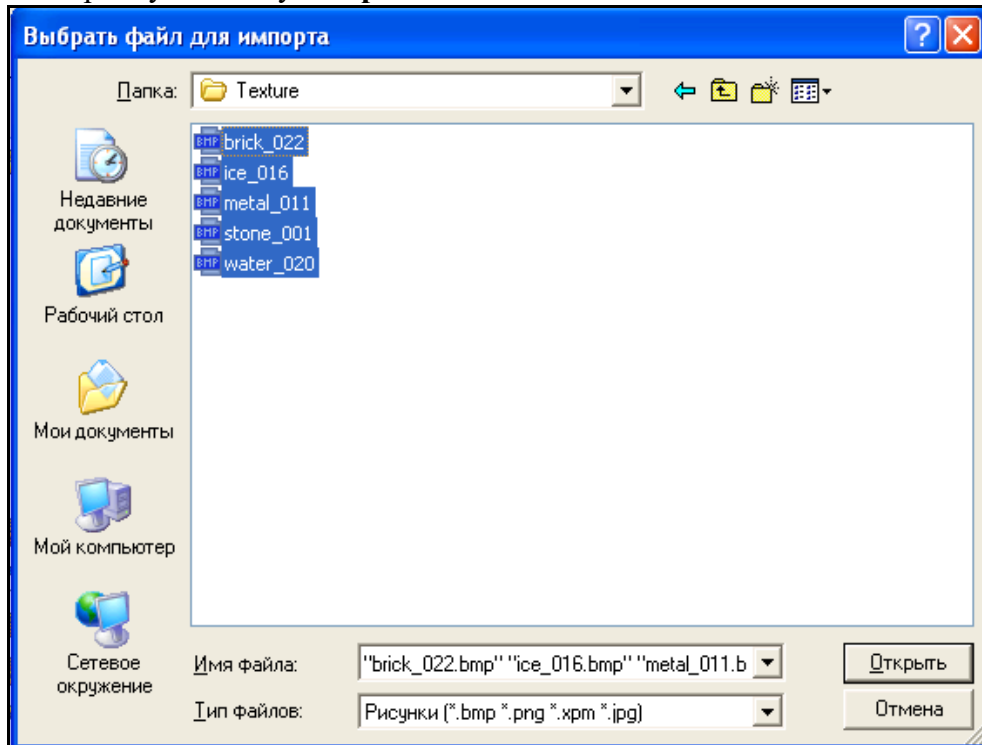 Выбрать файл для импорта
Папка: Texture
brick_022
ice_016
metal_011
stone_001
water_020
Недавние
документы
Рабочий стол
Мои документы
Мой компьютер
Сетевое
окружение
Имя файла: "brick_022.bmp" "ice_016.bmp" "metal_011.b
Открыть
Тип файлов: Рисунки (*.bmp *.png *.xpm *.jpg)
Отмена